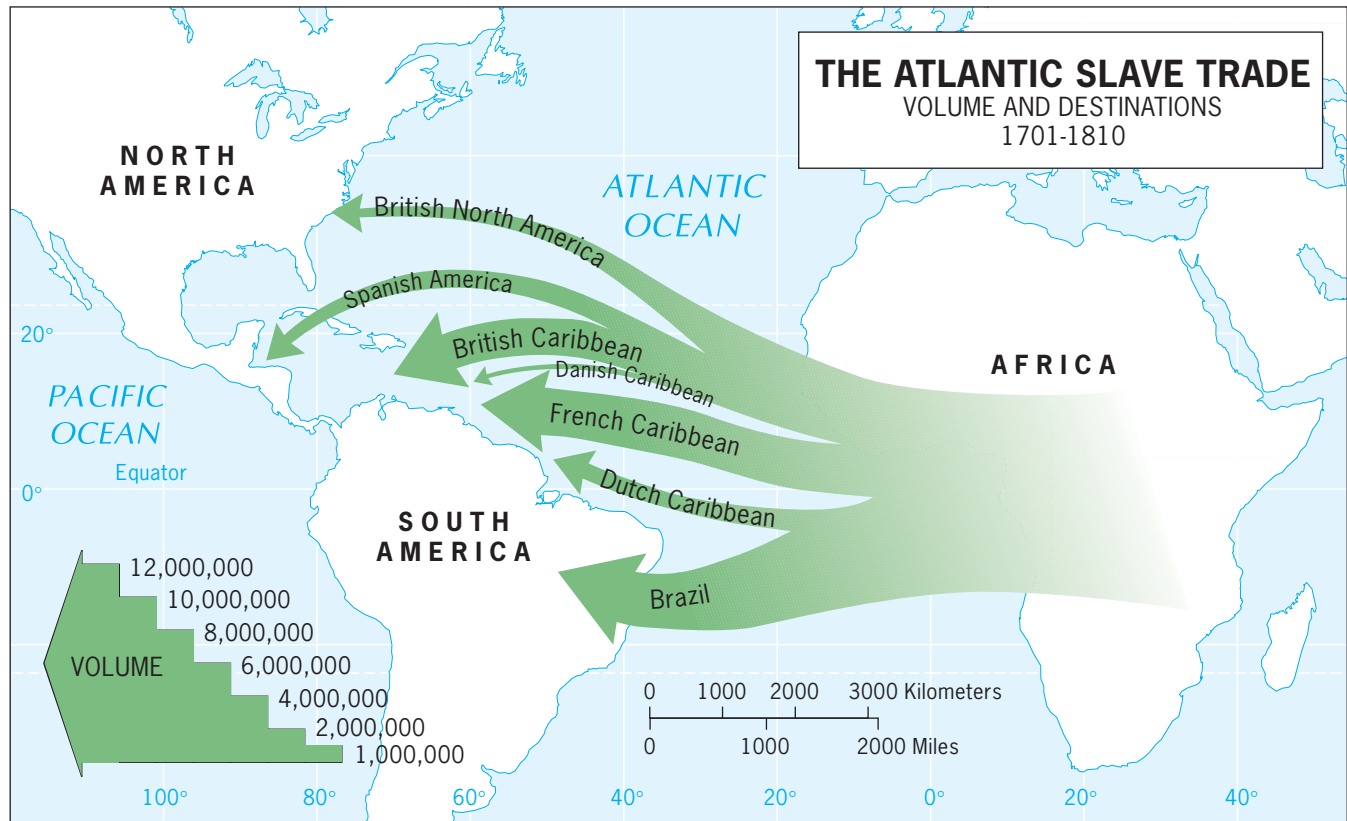 THE ATLANTIC SLAVE TRADE
VOLUME AND DESTINATIONS
1701-1810
NORTH
AMERICA
ATLANTIC
OCEAN
British North America
Spanish America
20°
British Caribbean
Danish Caribbean
AFRICA
PACIFIC
OCEAN
French Caribbean
Equator
0°
Dutch Caribbean
SOUTH
AMERICA
Brazil
12,000,000
10,000,000
8,000,000
VOLUME
6,000,000
4,000,000
2,000,000
1,000,000
0 1000 2000 3000 Kilometers
0 1000 2000 Miles
100° 80° 60° 40° 20° 0° 20° 40°